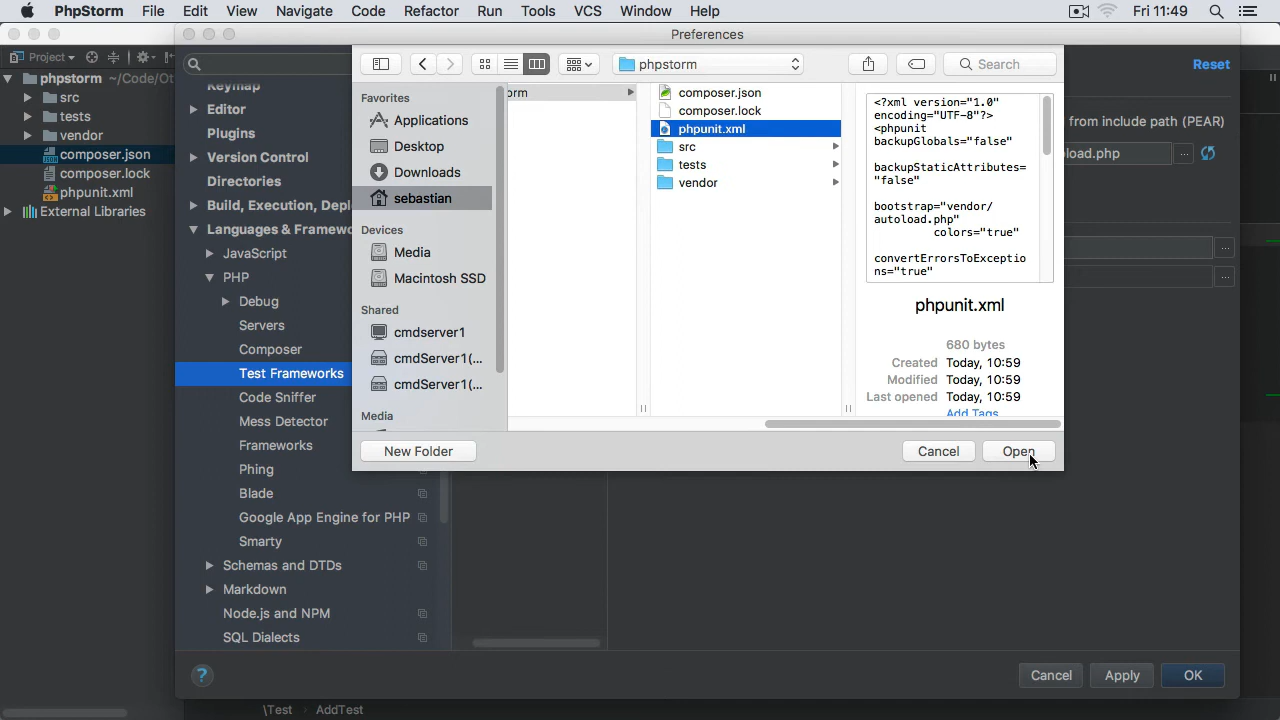 PhpStorm File Edit View Navigate Code Refactor Run Tools VCS Window Help Fri 11:49
Preferences
Project
phpstorm ~/Code/Ot
src
tests
vendor
composer.json
composer.lock
phpunit.xml
External Libraries
Keymap
Editor
Plugins
Version Control
Directories
Build, Execution, Depl
Languages & Framewo
JavaScript
PHP
Debug
Servers
Composer
Test Frameworks
Code Sniffer
Mess Detector
Frameworks
Phing
Blade
Google App Engine for PHP
Smarty
Schemas and DTDs
Markdown
Node.js and NPM
SQL Dialects
phpstorm
Search
Favorites
Applications
Desktop
Downloads
sebastian
Devices
Media
Macintosh SSD
Shared
cmdserver1
cmdServer1(...
cmdServer1(...
Media
orm
composer.json
composer.lock
phpunit.xml
src
tests
vendor
<?xml version="1.0"
encoding="UTF-8"?>
<phpunit
backupGlobals="false"
backupStaticAttributes=
"false"
bootstrap="vendor/
autoload.php"
colors="true"
convertErrorsToExceptio
ns="true"
phpunit.xml
680 bytes
Created Today, 10:59
Modified Today, 10:59
Last opened Today, 10:59
Add Tags
New Folder
Cancel
Open
Reset
from include path (PEAR)
load.php
...
...
...
?
Cancel
Apply
OK
\Test AddTest